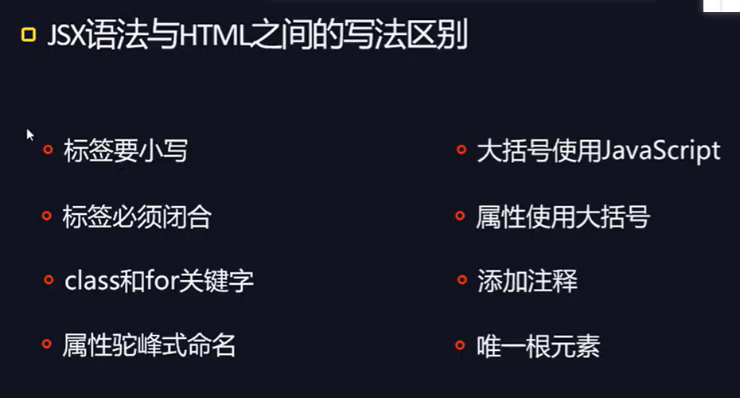 JSX语法与HTML之间的写法区别
标签要小写
标签必须闭合
class和for关键字
属性驼峰式命名
大括号使用JavaScript
属性使用大括号
添加注释
唯一根元素